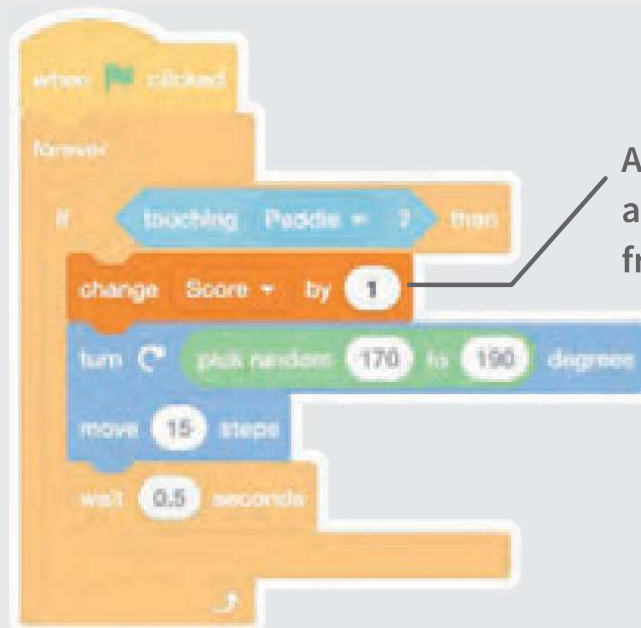 when clicked
forever
if touching Paddle ? then
change Score by 1
turn pick random 170 to 190 degrees
move 15 steps
wait 0.5 seconds
A
a
fr